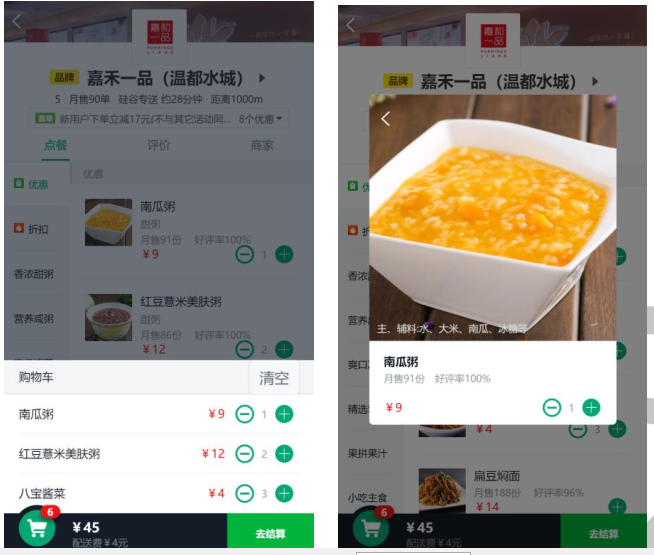 嘉和
一品
PORRIDGE
JIAHE
品牌 嘉禾一品（温都水城）
5 月售90单 硅谷专送 约28分钟 距离1000m
首单 新用户下单立减17元(不与其它活动同... 8个优惠
点餐 评价 商家
优惠
优惠
南瓜粥
甜粥
月售91份 好评率100%
¥9 1
折扣
香浓甜粥
营养咸粥
红豆薏米美肤粥
甜粥
月售86份 好评率100%
¥12 2
购物车 清空
南瓜粥 ¥9 1
红豆薏米美肤粥 ¥12 2
八宝酱菜 ¥4 3
6
¥45
配送费¥4元
去结算
嘉和
一品
PORRIDGE
JIAHE
品牌 嘉禾一品（温都水城）
主、辅料:水、大米、南瓜、冰糖等
南瓜粥
月售91份 好评率100%
¥9 1
香浓
营养
爽口
精选
果拼果汁
小吃主食
¥4 3
扁豆焖面
月售188份 好评率96%
¥14
6
¥45
配送费¥4元
去结算